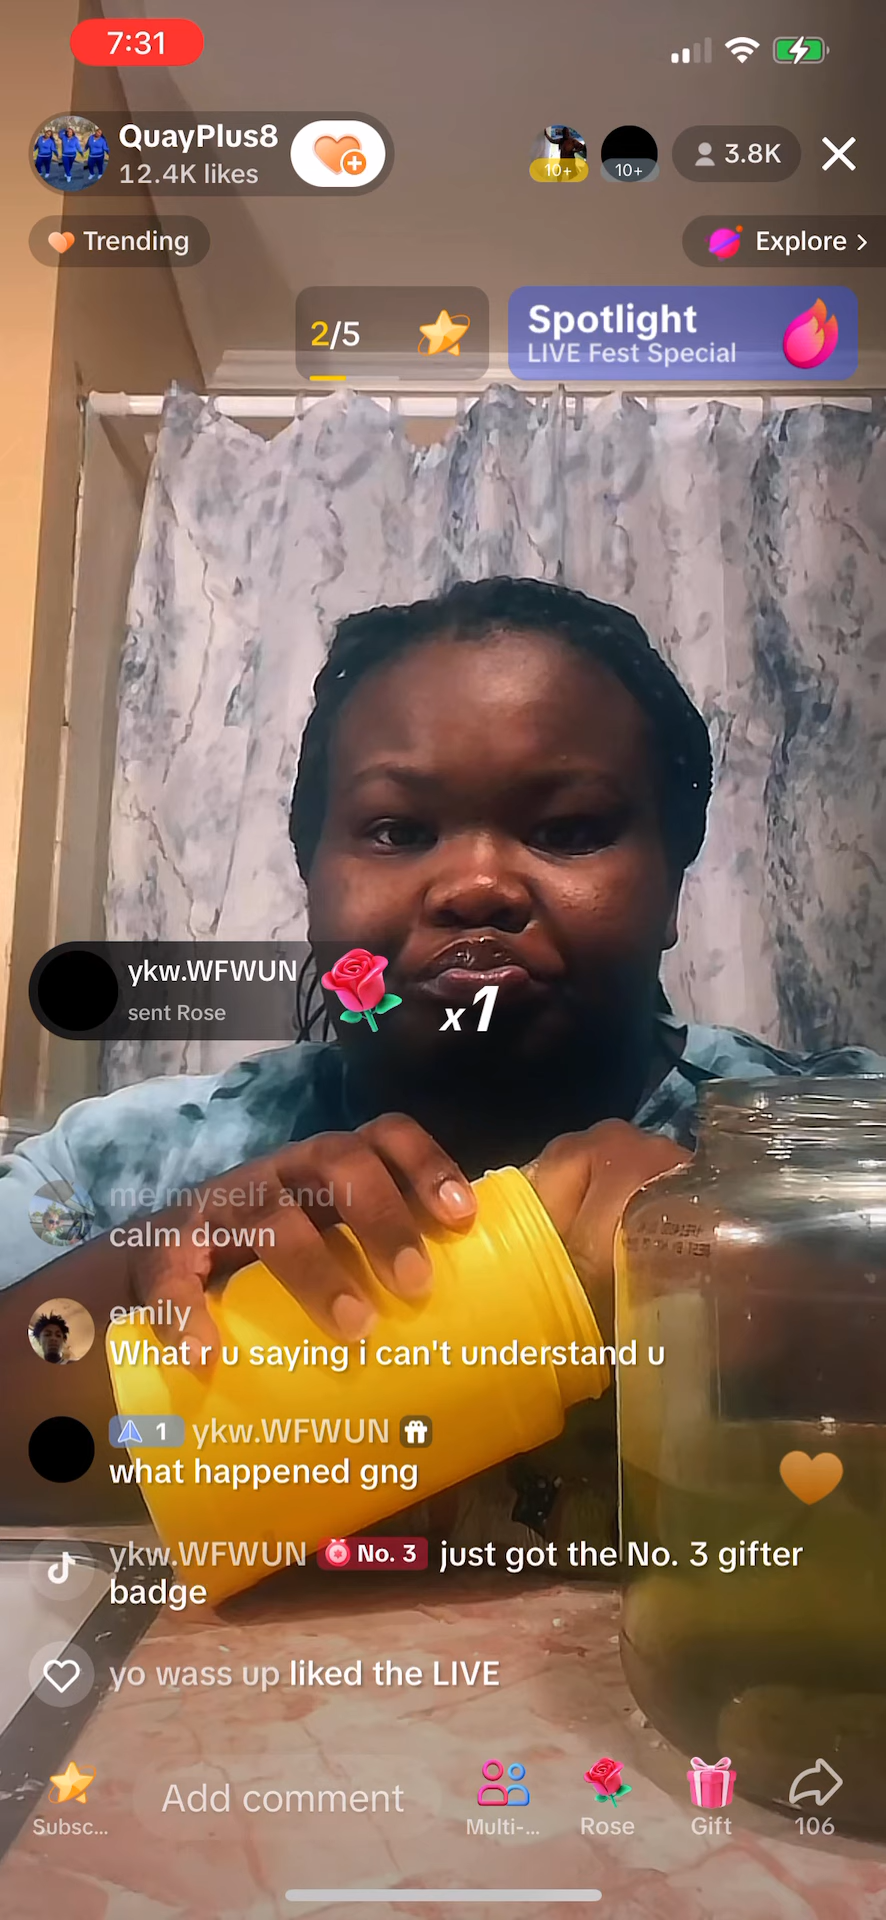 7:31
QuayPlus8
12.4K likes
10+
10+
3.8K
Trending
Explore
2/5
Spotlight
LIVE Fest Special
ykw.WFWUN
sent Rose
x1
me myself and I
calm down
emily
What r u saying i can't understand u
1 ykw.WFWUN
what happened gng
ykw.WFWUN No. 3 just got the No. 3 gifter
badge
yo wass up liked the LIVE
Subsc...
Add comment
Multi-...
Rose
Gift
106